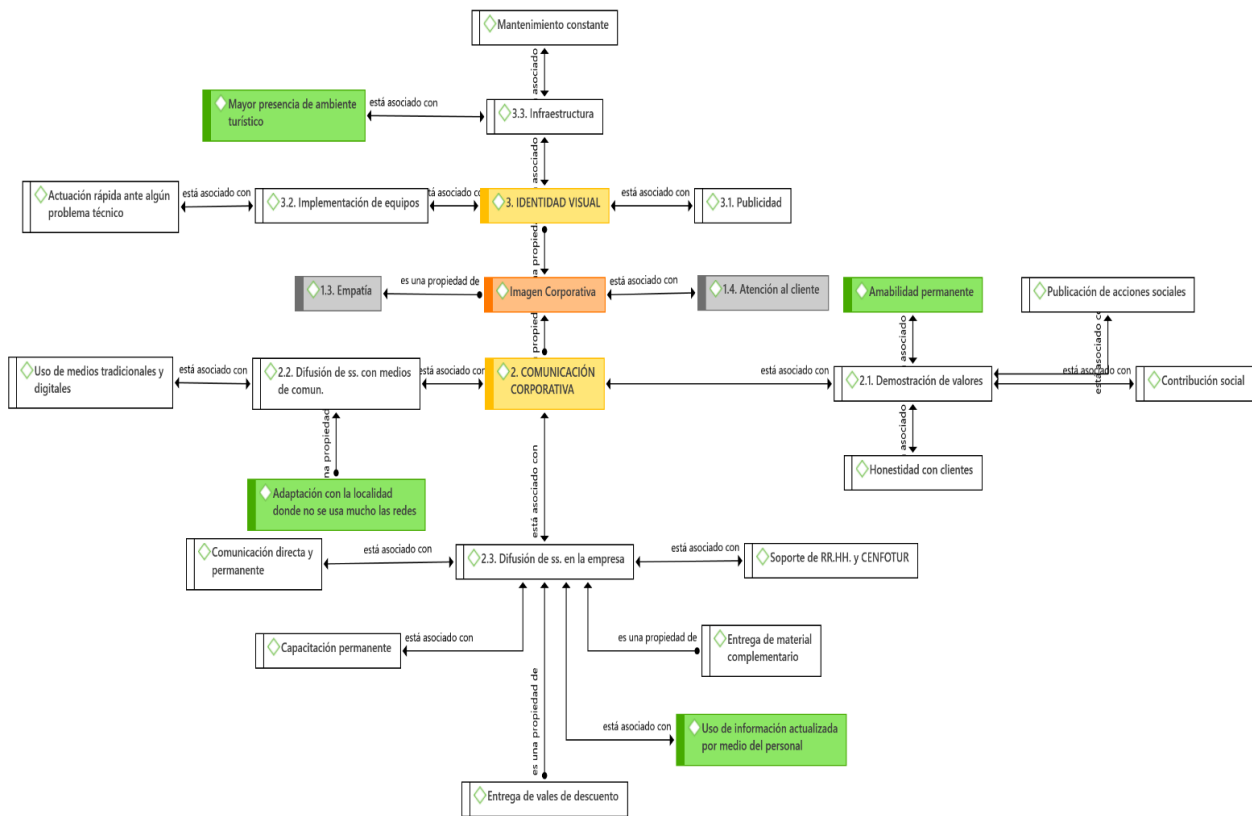 Mantenimiento constante
asociado
Mayor presencia de ambiente
turístico
está asociado con
3.3. Infraestructura
asociado
Actuación rápida ante algún
problema técnico
está asociado con
3.2. Implementación de equipos
está asociado con
3. IDENTIDAD VISUAL
está asociado con
3.1. Publicidad
na propied
1.3. Empatía
es una propiedad de
Imagen Corporativa
está asociado con
1.4. Atención al cliente
Amabilidad permanente
Publicación de acciones sociales
propied
asociado
está asociado co
Uso de medios tradicionales y
digitales
está asociado con
2.2. Difusión de ss. con medios
de comun.
está asociado con
2. COMUNICACIÓN
CORPORATIVA
está asociado con
2.1. Demostración de valores
está asociado con
Contribución social
na propiedad
asociado
Honestidad con clientes
Adaptación con la localidad
donde no se usa mucho las redes
está asociado con
Comunicación directa y
permanente
está asociado con
2.3. Difusión de ss. en la empresa
está asociado con
Soporte de RR.HH. y CENFOTUR
Capacitación permanente
está asociado con
es una propiedad de
Entrega de material
complementario
es una propiedad de
está asociado con
Uso de información actualizada
por medio del personal
Entrega de vales de descuento